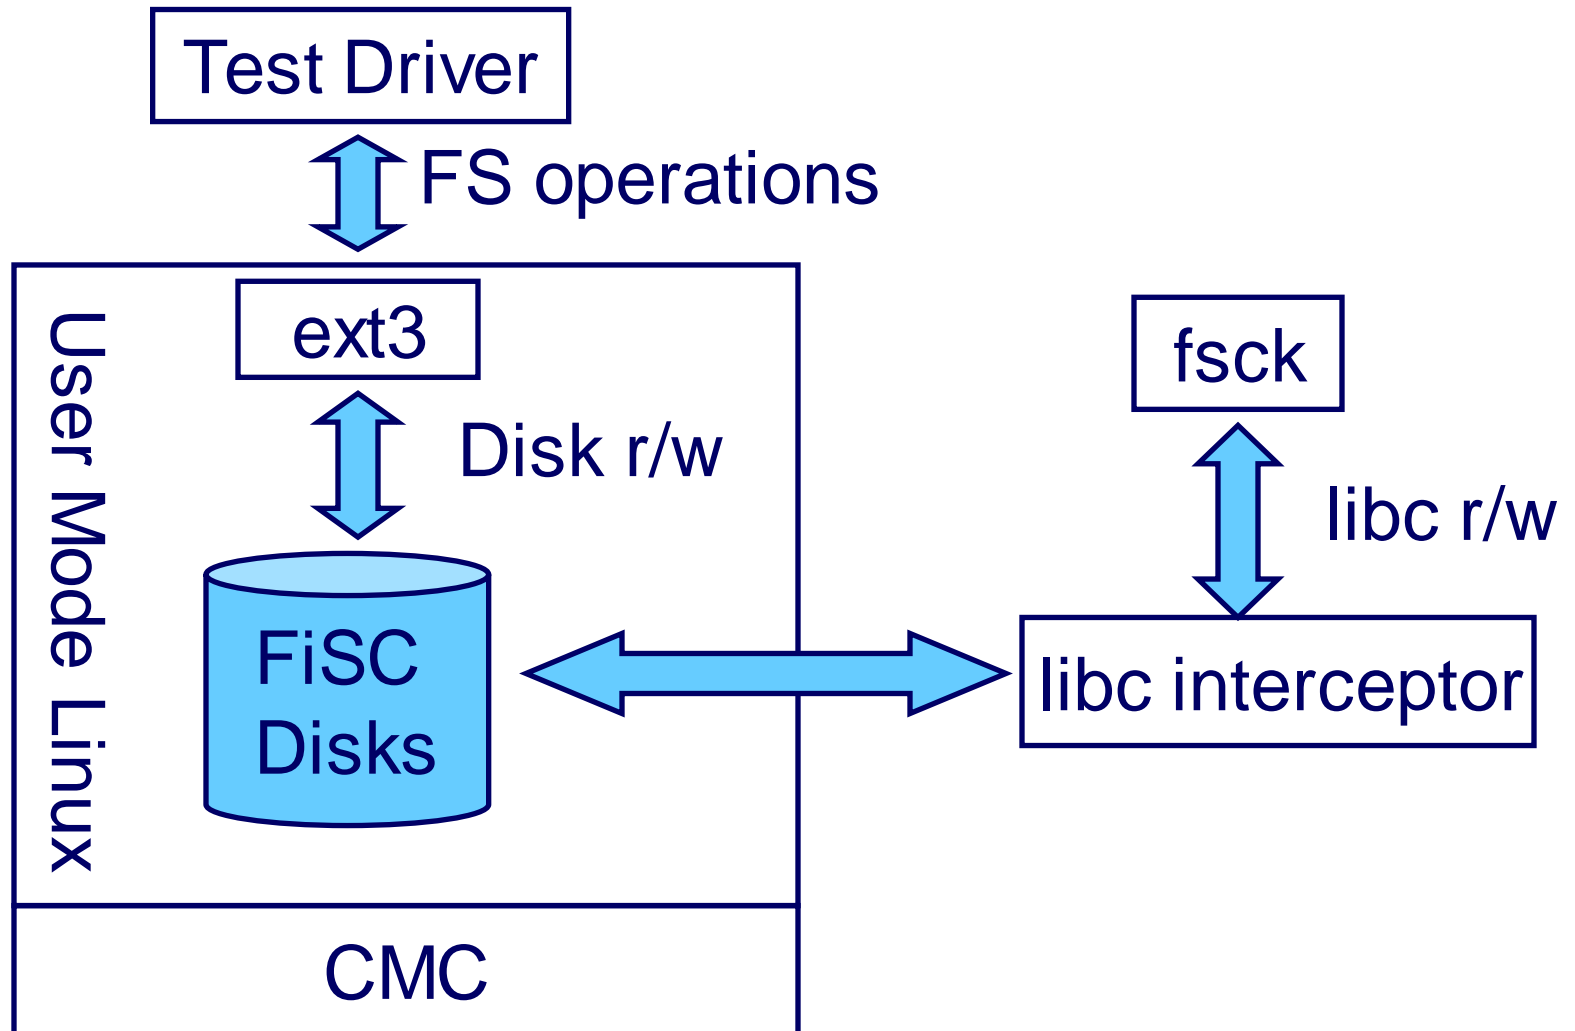 Test Driver
FS operations
User Mode Linux
ext3
Disk r/w
FiSC
Disks
CMC
fsck
libc r/w
libc interceptor